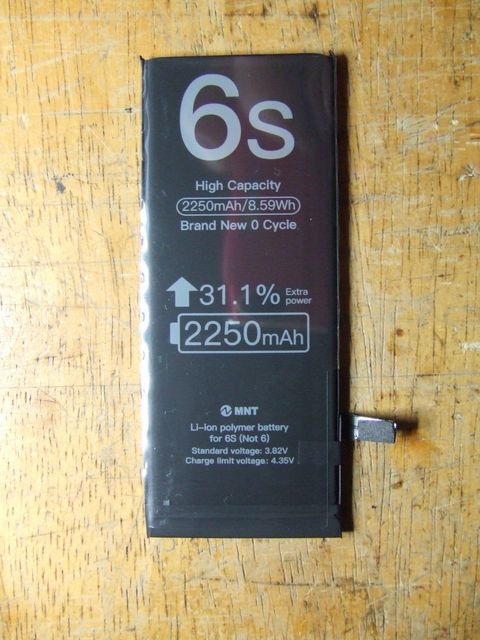 6s
High Capacity
2250mAh/8.59Wh
Brand New 0 Cycle
31.1% Extra power
2250mAh
MNT
Li-ion polymer battery
for 6S (Not 6)
Standard voltage: 3.82V
Charge limit voltage: 4.35V